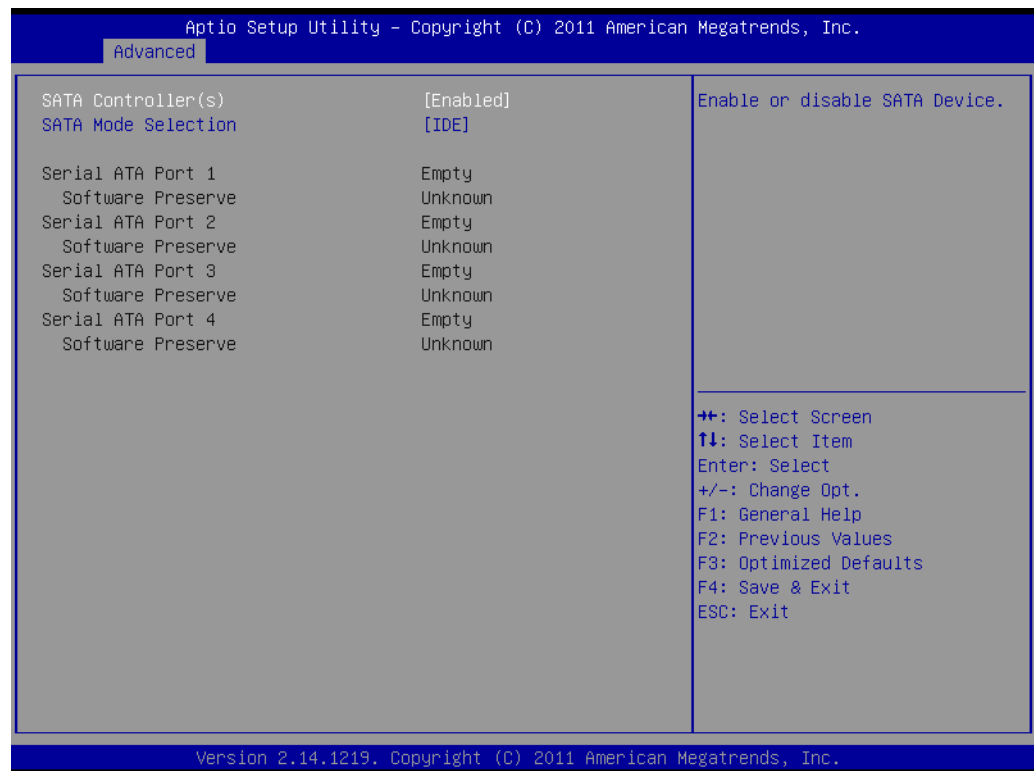 Aptio Setup Utility – Copyright (C) 2011 American Megatrends, Inc.
Advanced
SATA Controller(s) [Enabled]
SATA Mode Selection [IDE]
Serial ATA Port 1 Empty
Software Preserve Unknown
Serial ATA Port 2 Empty
Software Preserve Unknown
Serial ATA Port 3 Empty
Software Preserve Unknown
Serial ATA Port 4 Empty
Software Preserve Unknown
Enable or disable SATA Device.
→←: Select Screen
↑↓: Select Item
Enter: Select
+/-: Change Opt.
F1: General Help
F2: Previous Values
F3: Optimized Defaults
F4: Save & Exit
ESC: Exit
Version 2.14.1219. Copyright (C) 2011 American Megatrends, Inc.